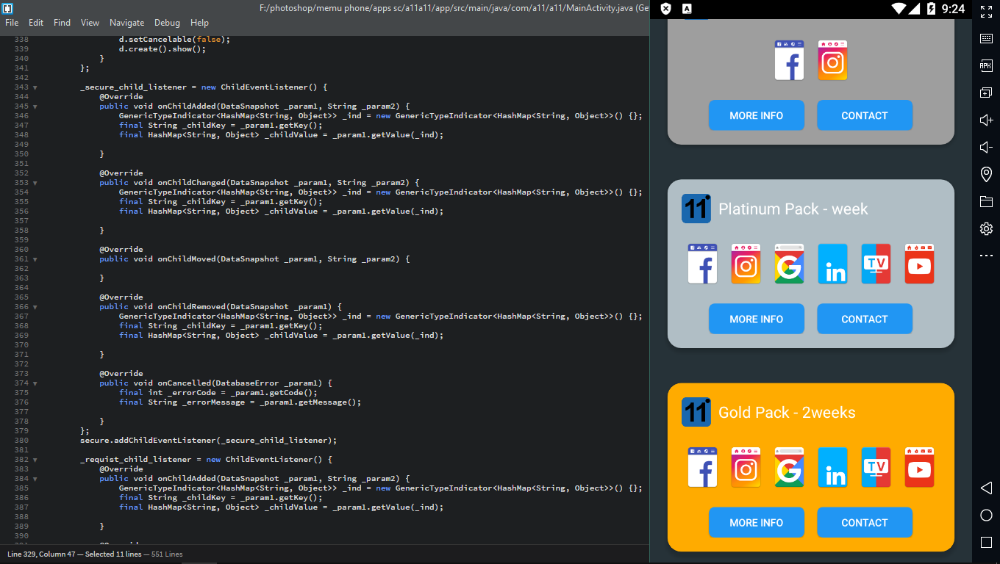 F:/photoshop/memu phone/apps sc/a11a11/app/src/main/java/com/a11/a11/MainActivity.java (Ge
File Edit Find View Navigate Debug Help
338 d.setCancelable(false);
339 d.create().show();
340 }
341 };
342
343 _secure_child_listener = new ChildEventListener() {
344 @Override
345 public void onChildAdded(DataSnapshot _param1, String _param2) {
346 GenericTypeIndicator<HashMap<String, Object>> _ind = new GenericTypeIndicator<HashMap<String, Object>>() {};
347 final String _childKey = _param1.getKey();
348 final HashMap<String, Object> _childValue = _param1.getValue(_ind);
349
350 }
351
352 @Override
353 public void onChildChanged(DataSnapshot _param1, String _param2) {
354 GenericTypeIndicator<HashMap<String, Object>> _ind = new GenericTypeIndicator<HashMap<String, Object>>() {};
355 final String _childKey = _param1.getKey();
356 final HashMap<String, Object> _childValue = _param1.getValue(_ind);
357
358 }
359
360 @Override
361 public void onChildMoved(DataSnapshot _param1, String _param2) {
362
363 }
364
365 @Override
366 public void onChildRemoved(DataSnapshot _param1) {
367 GenericTypeIndicator<HashMap<String, Object>> _ind = new GenericTypeIndicator<HashMap<String, Object>>() {};
368 final String _childKey = _param1.getKey();
369 final HashMap<String, Object> _childValue = _param1.getValue(_ind);
370
371 }
372
373 @Override
374 public void onCancelled(DatabaseError _param1) {
375 final int _errorCode = _param1.getCode();
376 final String _errorMessage = _param1.getMessage();
377
378 }
379 };
380 secure.addChildEventListener(_secure_child_listener);
381
382 _requist_child_listener = new ChildEventListener() {
383 @Override
384 public void onChildAdded(DataSnapshot _param1, String _param2) {
385 GenericTypeIndicator<HashMap<String, Object>> _ind = new GenericTypeIndicator<HashMap<String, Object>>() {};
386 final String _childKey = _param1.getKey();
387 final HashMap<String, Object> _childValue = _param1.getValue(_ind);
388
389 }
390
Line 329, Column 47 — Selected 11 lines — 551 Lines
A 9:24
f
MORE INFO CONTACT
11 Platinum Pack - week
f G in TV
MORE INFO CONTACT
11 Gold Pack - 2weeks
f G in TV
MORE INFO CONTACT
APK